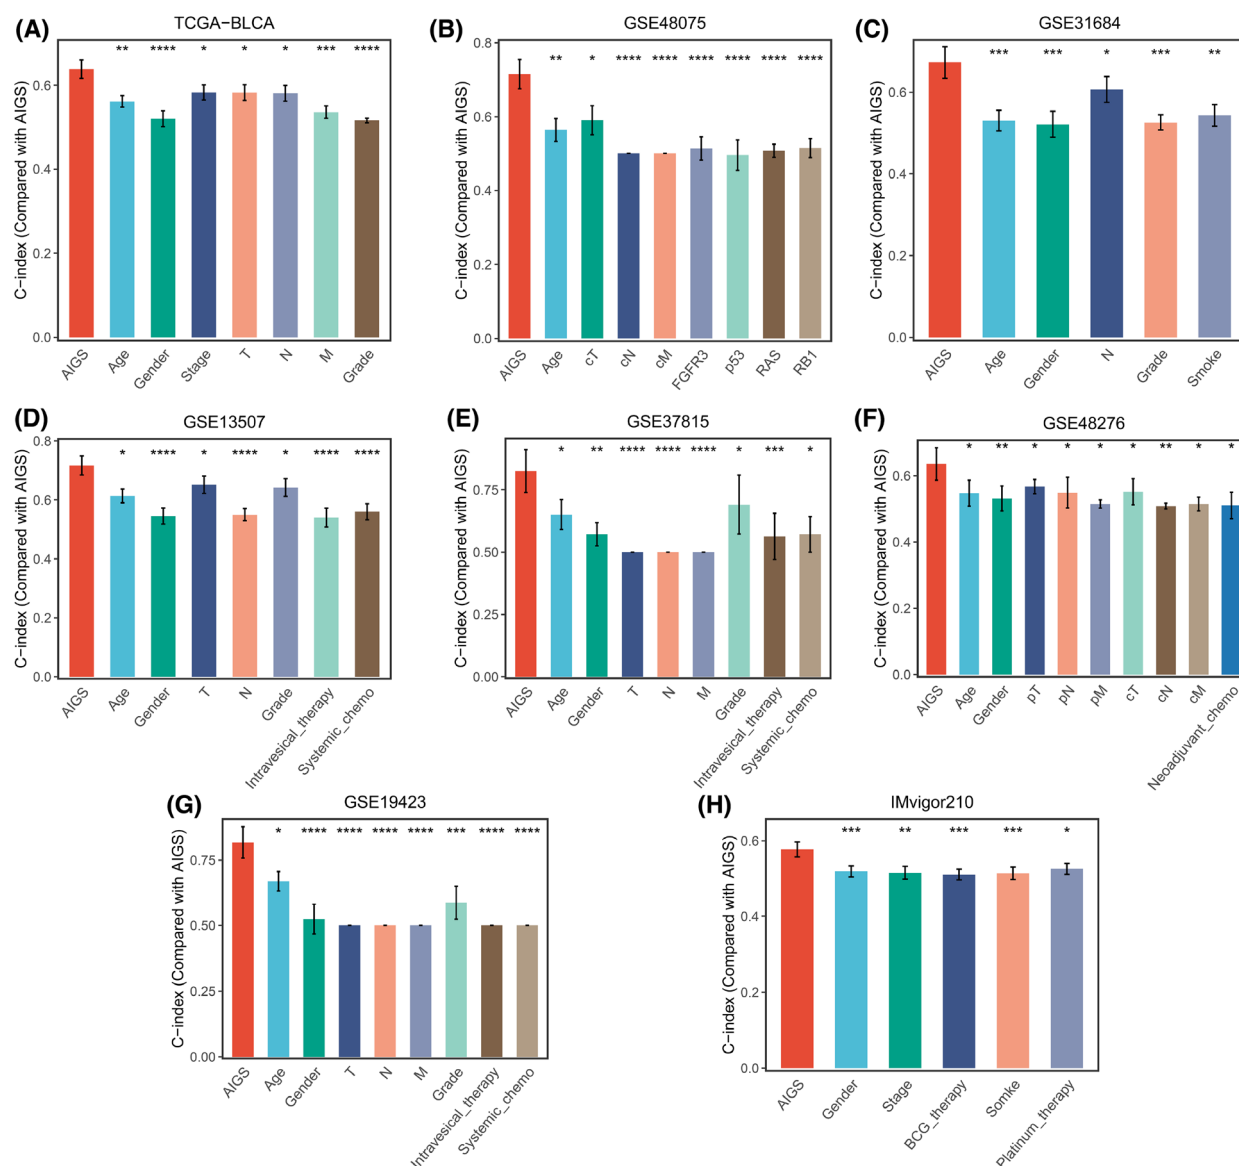 (A) TCGA−BLCA
C−index (Compared with AIGS)
0.6
0.4
0.2
0.0
** **** * * * *** ****
AIGS Age Gender Stage T N M Grade
(B) GSE48075
C−index (Compared with AIGS)
0.8
0.6
0.4
0.2
0.0
** * **** **** **** **** **** ****
AIGS Age cT cN cM FGFR3 p53 RAS RB1
(C) GSE31684
C−index (Compared with AIGS)
0.6
0.4
0.2
0.0
*** *** * *** **
AIGS Age Gender N Grade Smoke
(D) GSE13507
C−index (Compared with AIGS)
0.8
0.6
0.4
0.2
0.0
* **** * **** * **** ****
AIGS Age Gender T N Grade Intravesical_therapy Systemic_chemo
(E) GSE37815
C−index (Compared with AIGS)
0.75
0.50
0.25
0.00
* ** **** **** **** * *** *
AIGS Age Gender T N M Grade Intravesical_therapy Systemic_chemo
(F) GSE48276
C−index (Compared with AIGS)
0.6
0.4
0.2
0.0
* ** * * * * ** * *
AIGS Age Gender pT pN pM cT cN cM Neoadjuvant_chemo
(G) GSE19423
C−index (Compared with AIGS)
0.75
0.50
0.25
0.00
* **** **** **** **** *** **** ****
AIGS Age Gender T N M Grade Intravesical_therapy Systemic_chemo
(H) IMvigor210
C−index (Compared with AIGS)
0.6
0.4
0.2
0.0
*** ** *** *** *
AIGS Gender Stage BCG_therapy Somke Platinum_therapy